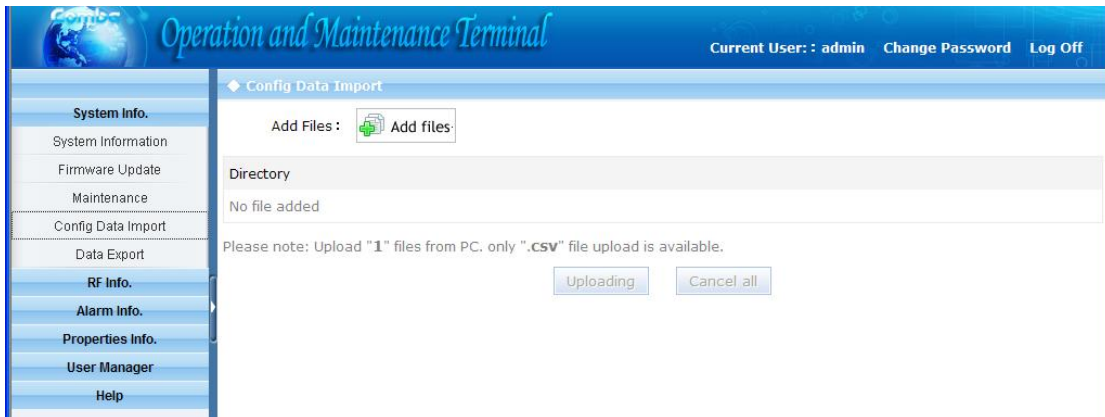 Comba
Operation and Maintenance Terminal
Current User: : admin Change Password Log Off
System Info.
System Information
Firmware Update
Maintenance
Config Data Import
Data Export
RF Info.
Alarm Info.
Properties Info.
User Manager
Help
Config Data Import
Add Files: Add files
Directory
No file added
Please note: Upload "1" files from PC. only ".csv" file upload is available.
Uploading Cancel all